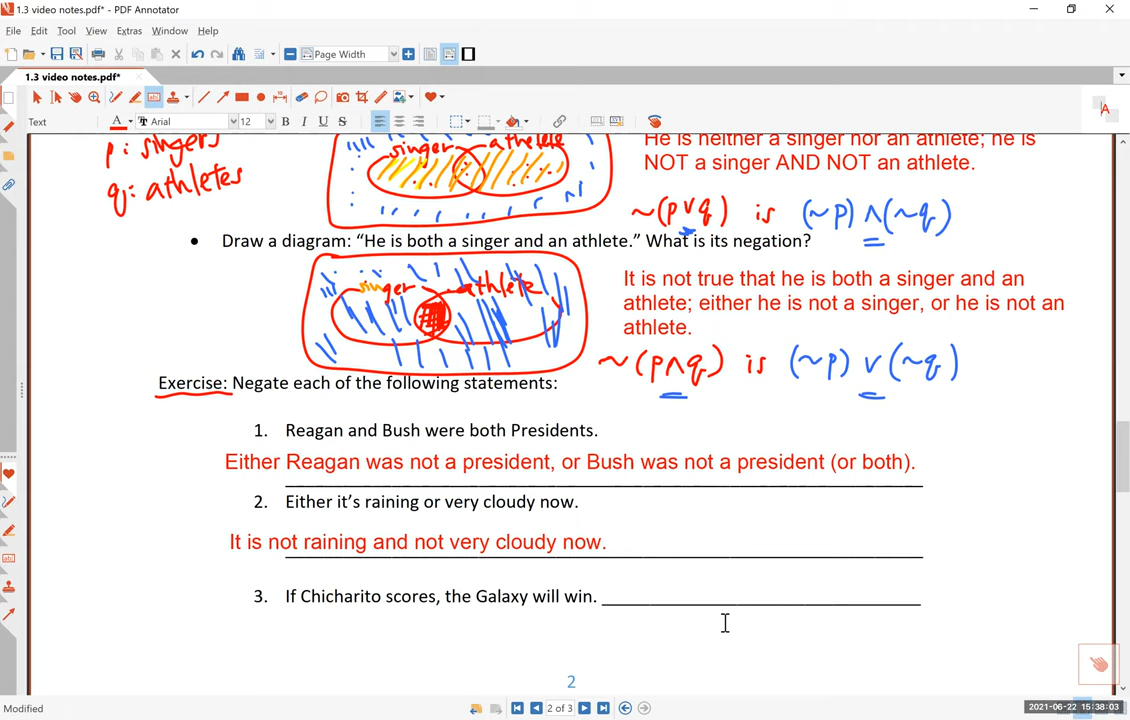 1.3 video notes.pdf* - PDF Annotator
File Edit Tool View Extras Window Help
Page Width
1.3 video notes.pdf*
Text Arial 12 B I U S
A
p: singers
q: athletes
singer athelete
He is neither a singer nor an athlete; he is
NOT a singer AND NOT an athlete.
~(p∨q) is (~p) ∧ (~q)
• Draw a diagram: “He is both a singer and an athlete.” What is its negation?
singer athlete
It is not true that he is both a singer and an
athlete; either he is not a singer, or he is not an
athlete.
~(p∧q) is (~p) ∨ (~q)
Exercise: Negate each of the following statements:
1. Reagan and Bush were both Presidents.
Either Reagan was not a president, or Bush was not a president (or both).
2. Either it’s raining or very cloudy now.
It is not raining and not very cloudy now.
3. If Chicharito scores, the Galaxy will win.
2
Modified
2 of 3
2021-06-22 15:38:03